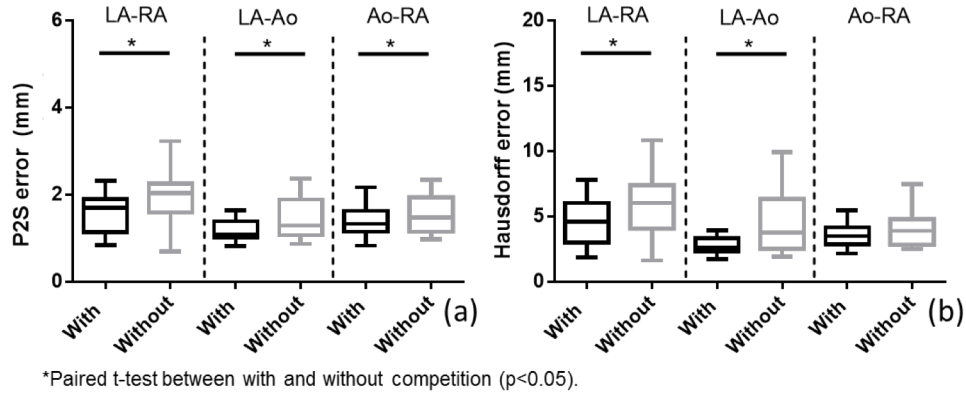 LA-RA LA-Ao Ao-RA
* * *
P2S error (mm)
6
4
2
0
With Without With Without With Without
(a)
LA-RA LA-Ao Ao-RA
* *
Hausdorff error (mm)
20
15
10
5
0
With Without With Without With Without
(b)
*Paired t-test between with and without competition (p<0.05).